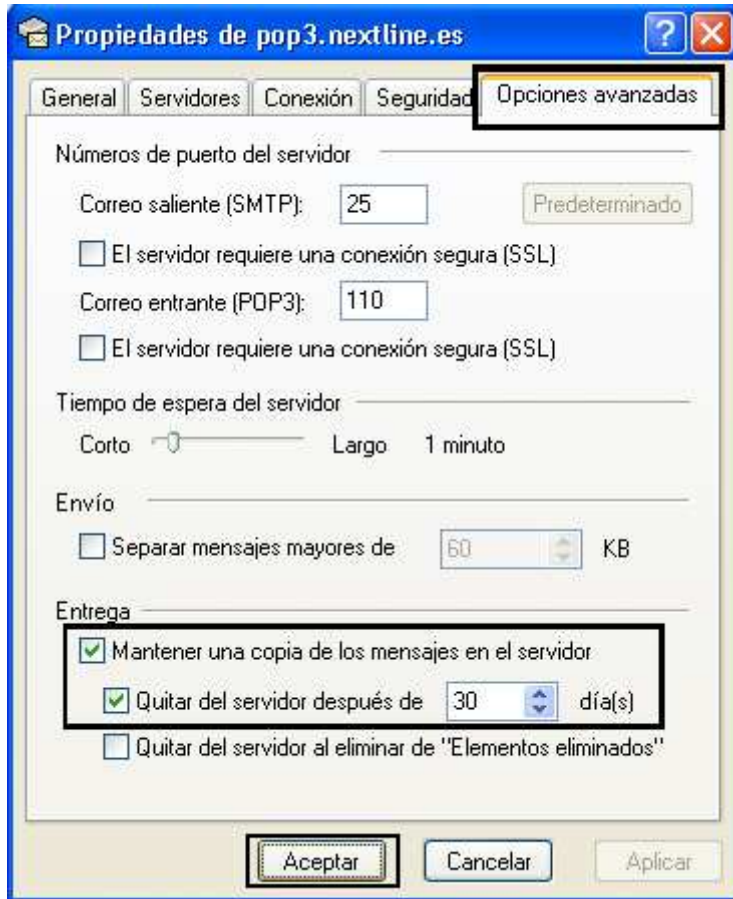 Propiedades de pop3.nextline.es
General Servidores Conexión Seguridad Opciones avanzadas
Números de puerto del servidor
Correo saliente (SMTP): 25 Predeterminado
El servidor requiere una conexión segura (SSL)
Correo entrante (POP3): 110
El servidor requiere una conexión segura (SSL)
Tiempo de espera del servidor
Corto Largo 1 minuto
Envío
Separar mensajes mayores de 60 KB
Entrega
Mantener una copia de los mensajes en el servidor
Quitar del servidor después de 30 día(s)
Quitar del servidor al eliminar de "Elementos eliminados"
Aceptar Cancelar Aplicar